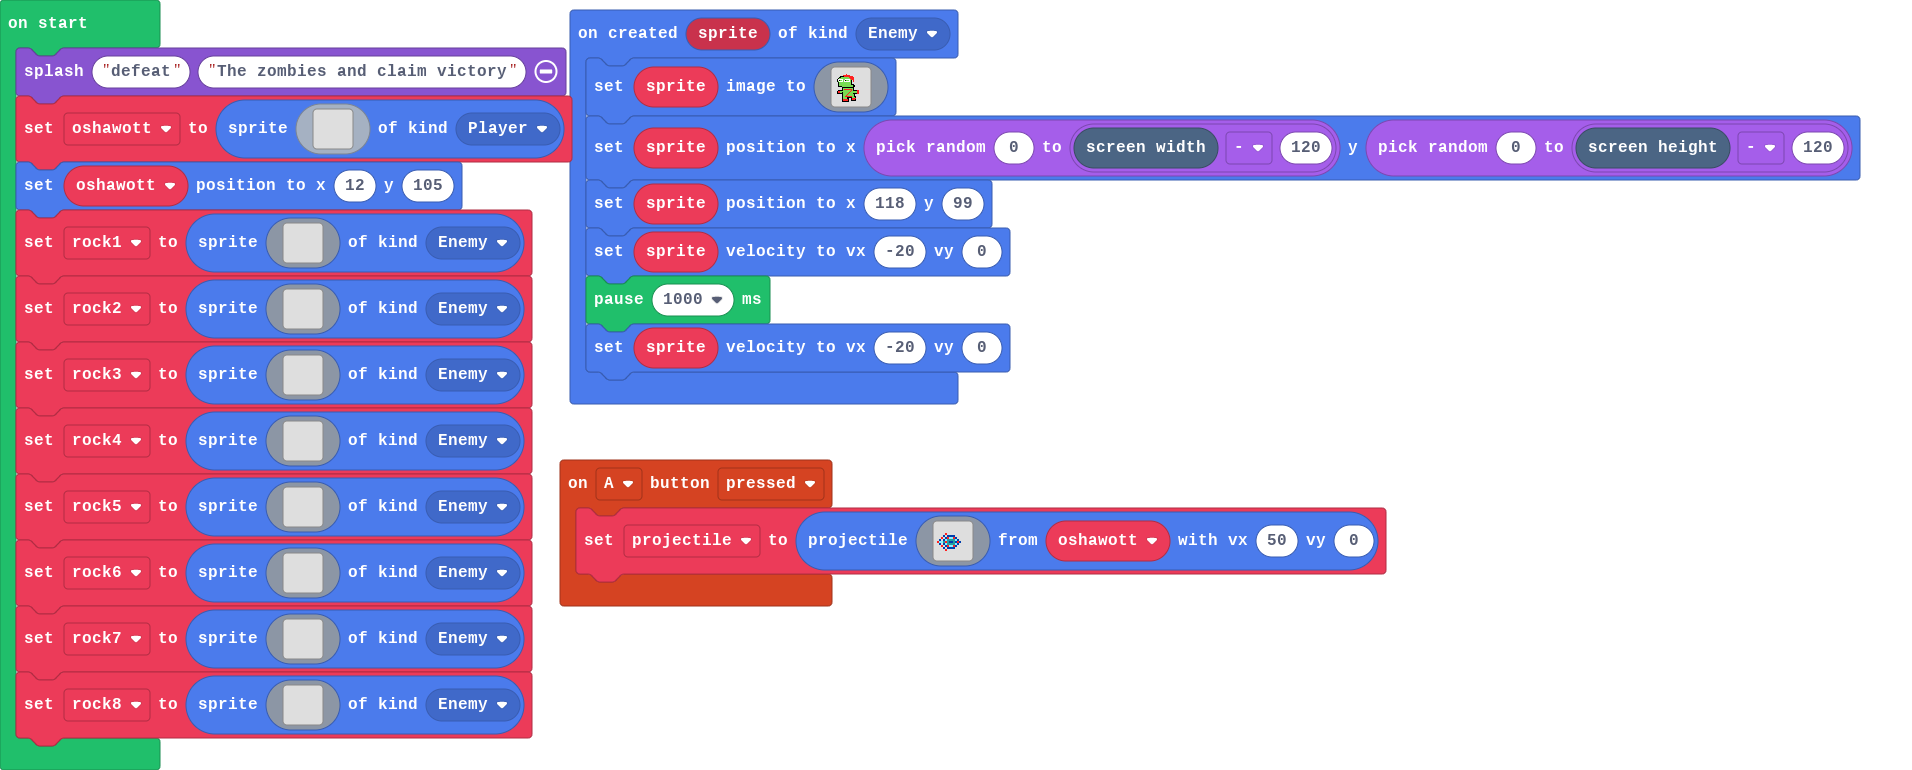 on start
splash "defeat" "The zombies and claim victory"
set oshawott to sprite of kind Player
set oshawott position to x 12 y 105
set rock1 to sprite of kind Enemy
set rock2 to sprite of kind Enemy
set rock3 to sprite of kind Enemy
set rock4 to sprite of kind Enemy
set rock5 to sprite of kind Enemy
set rock6 to sprite of kind Enemy
set rock7 to sprite of kind Enemy
set rock8 to sprite of kind Enemy
on created sprite of kind Enemy
set sprite image to
set sprite position to x pick random 0 to screen width - 120 y pick random 0 to screen height - 120
set sprite position to x 118 y 99
set sprite velocity to vx -20 vy 0
pause 1000 ms
set sprite velocity to vx -20 vy 0
on A button pressed
set projectile to projectile from oshawott with vx 50 vy 0